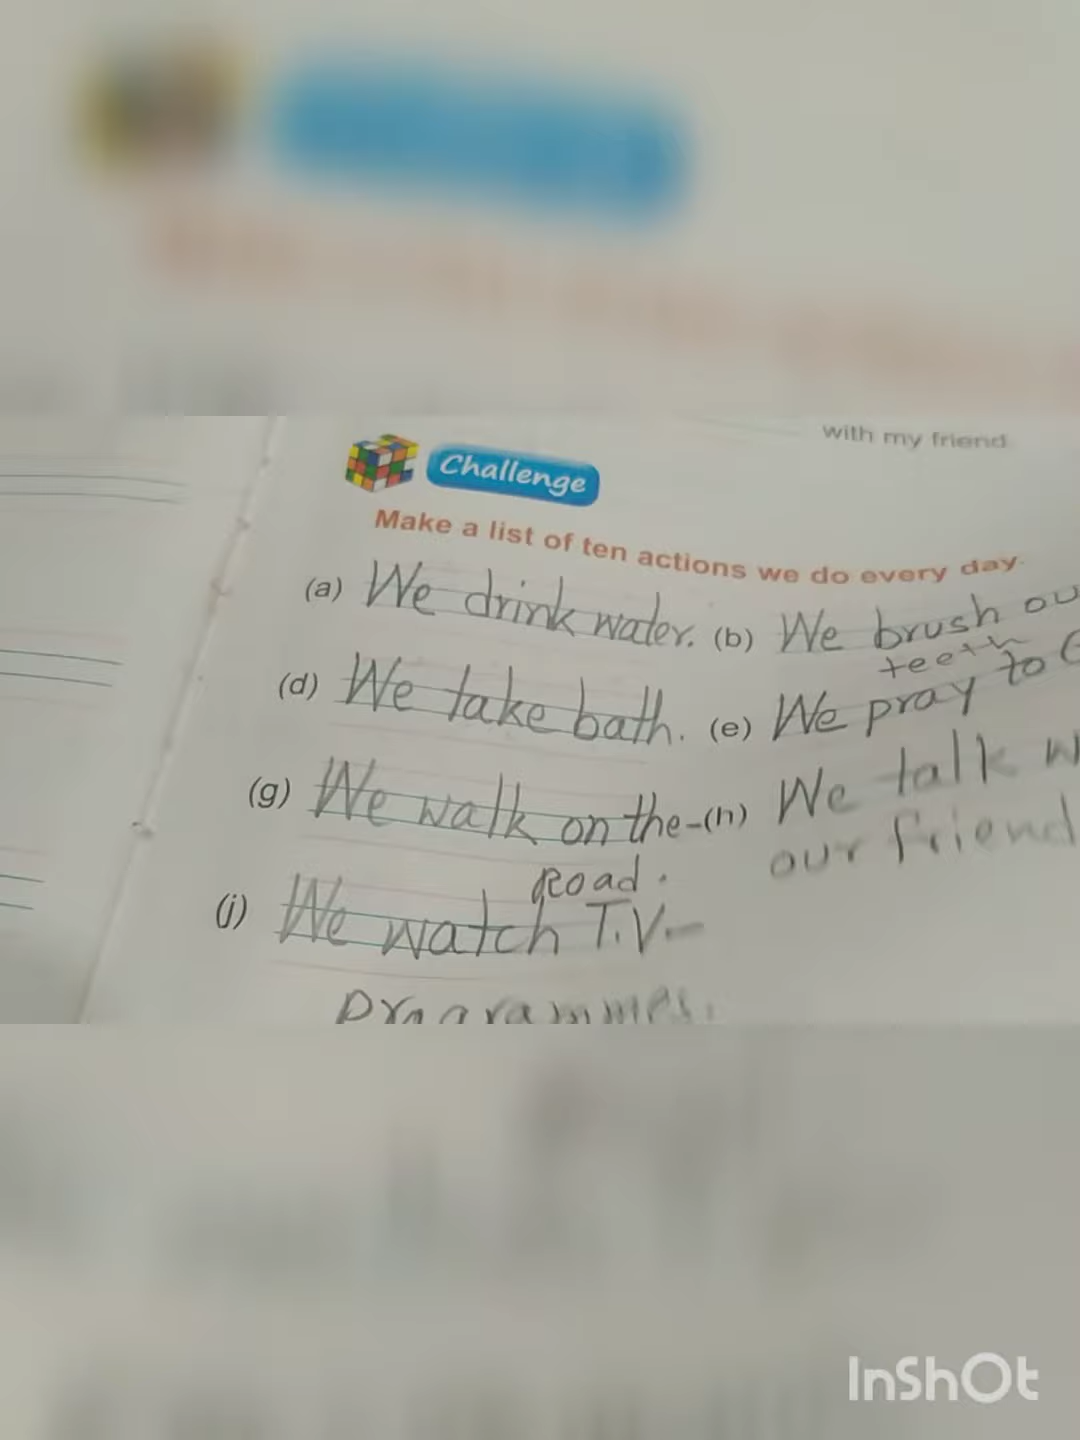 with my friend
Challenge
Make a list of ten actions we do every day.
(a) We drink water. (b) We brush
teeth
(d) We take bath. (e) We pray to
(g) We walk on the- (h) We talk
Road. our friend
(j) We watch T.V-
Programmes.
InShOt